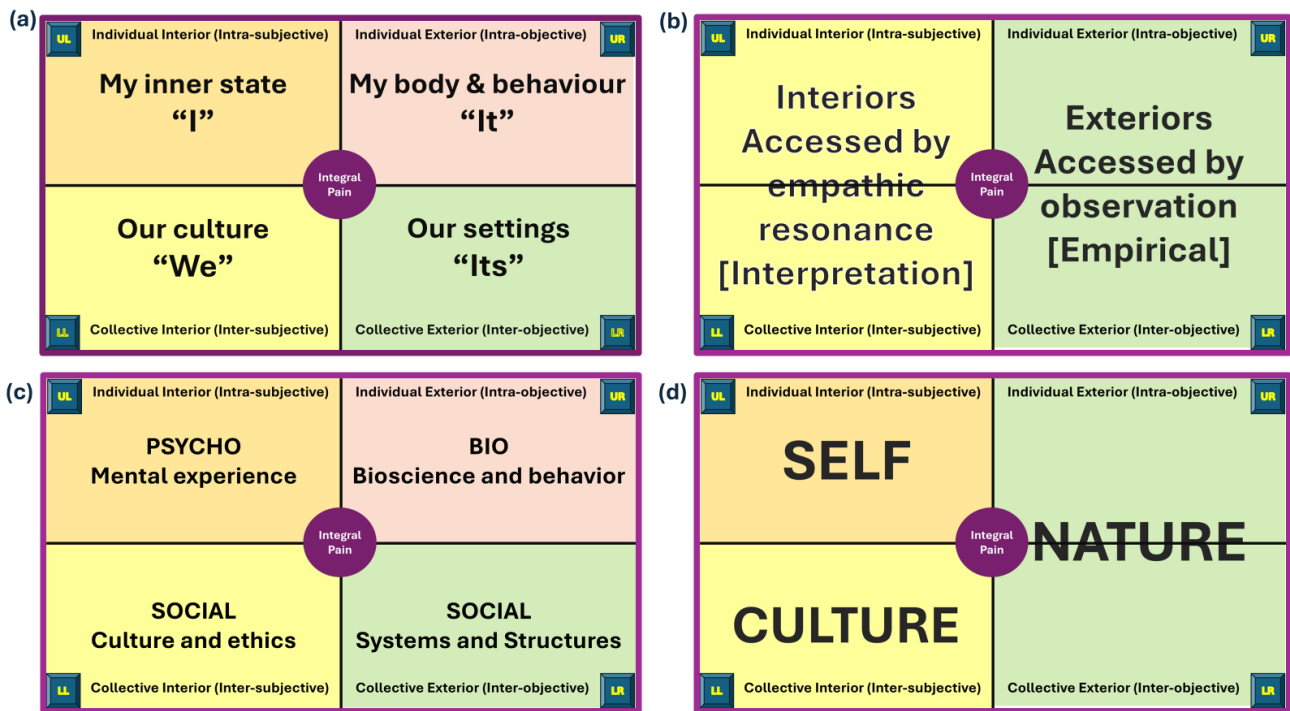 (a)
UL
Individual Interior (Intra-subjective)
Individual Exterior (Intra-objective)
UR
My inner state
“I”
My body & behaviour
“It”
Integral
Pain
Our culture
“We”
Our settings
“Its”
LL
Collective Interior (Inter-subjective)
Collective Exterior (Inter-objective)
LR
(b)
UL
Individual Interior (Intra-subjective)
Individual Exterior (Intra-objective)
UR
Interiors
Accessed by
empathic
resonance
[Interpretation]
Exteriors
Accessed by
observation
[Empirical]
Integral
Pain
LL
Collective Interior (Inter-subjective)
Collective Exterior (Inter-objective)
LR
(c)
UL
Individual Interior (Intra-subjective)
Individual Exterior (Intra-objective)
UR
PSYCHO
Mental experience
BIO
Bioscience and behavior
Integral
Pain
SOCIAL
Culture and ethics
SOCIAL
Systems and Structures
LL
Collective Interior (Inter-subjective)
Collective Exterior (Inter-objective)
LR
(d)
UL
Individual Interior (Intra-subjective)
Individual Exterior (Intra-objective)
UR
SELF
Integral
Pain
NATURE
CULTURE
LL
Collective Interior (Inter-subjective)
Collective Exterior (Inter-objective)
LR